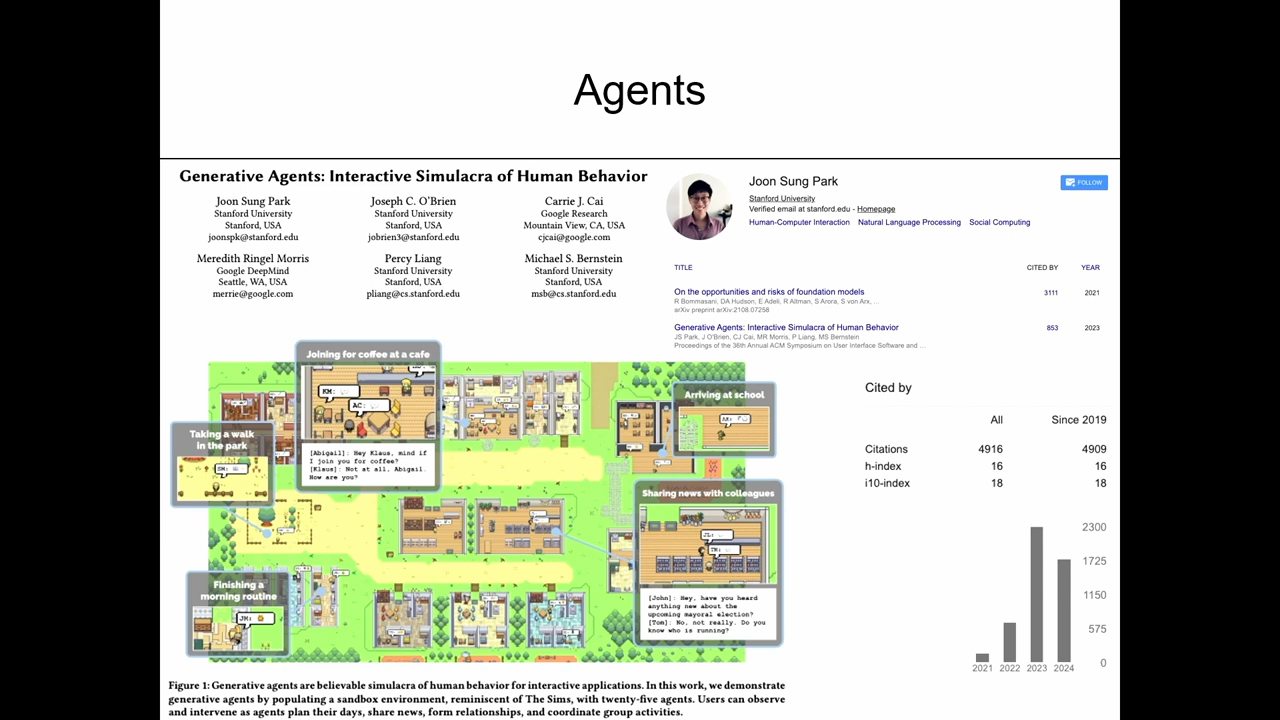 Agents
Generative Agents: Interactive Simulacra of Human Behavior
Joon Sung Park
Stanford University
Stanford, USA
joonspk@stanford.edu
Joseph C. O'Brien
Stanford University
Stanford, USA
jobrien3@stanford.edu
Carrie J. Cai
Google Research
Mountain View, CA, USA
cjcai@google.com
Meredith Ringel Morris
Google DeepMind
Seattle, WA, USA
merrie@google.com
Percy Liang
Stanford University
Stanford, USA
pliang@cs.stanford.edu
Michael S. Bernstein
Stanford University
Stanford, USA
msb@cs.stanford.edu
Joon Sung Park
FOLLOW
Stanford University
Verified email at stanford.edu - Homepage
Human-Computer Interaction Natural Language Processing Social Computing
TITLE CITED BY YEAR
On the opportunities and risks of foundation models 3111 2021
R Bommasani, DA Hudson, E Adeli, R Altman, S Arora, S von Arx, ...
arXiv preprint arXiv:2108.07258
Generative Agents: Interactive Simulacra of Human Behavior 853 2023
JS Park, J O'Brien, CJ Cai, MR Morris, P Liang, MS Bernstein
Proceedings of the 36th Annual ACM Symposium on User Interface Software and ...
Joining for coffee at a cafe
KM:
AC:
[Abigail]: Hey Klaus, mind if
I join you for coffee?
[Klaus]: Not at all, Abigail.
How are you?
Taking a walk
in the park
SM:
Arriving at school
Sharing news with colleagues
JL:
TM:
[John]: Hey, have you heard
anything new about the
upcoming mayoral election?
[Tom]: No, not really. Do you
know who is running?
Finishing a
morning routine
JM:
Cited by
All Since 2019
Citations 4916 4909
h-index 16 16
i10-index 18 18
2300
1725
1150
575
0
2021 2022 2023 2024
Figure 1: Generative agents are believable simulacra of human behavior for interactive applications. In this work, we demonstrate
generative agents by populating a sandbox environment, reminiscent of The Sims, with twenty-five agents. Users can observe
and intervene as agents plan their days, share news, form relationships, and coordinate group activities.